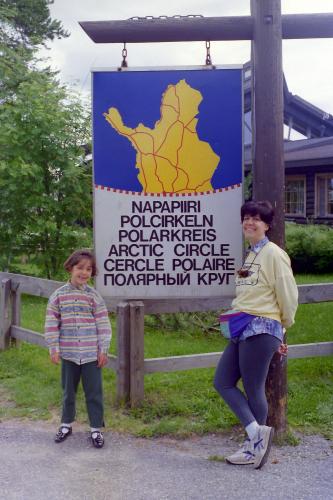 NAPAPIIRI
POLCIRKELN
POLARKREIS
ARCTIC CIRCLE
CERCLE POLAIRE
ПОЛЯРНЫЙ КРУГ